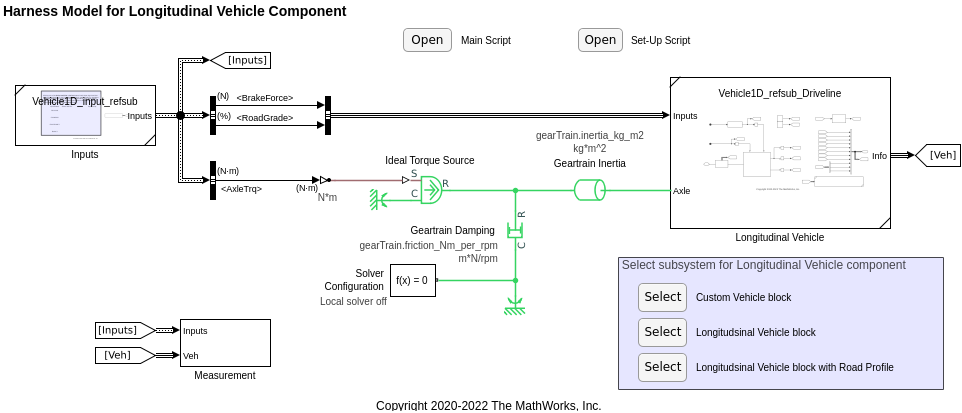 Harness Model for Longitudinal Vehicle Component
Open
Main Script
Open
Set-Up Script
[Inputs]
Vehicle1D_input_refsub
Inputs
Inputs
(N)
<BrakeForce>
(%)
<RoadGrade>
(N·m)
<AxleTrq>
(N·m)
N*m
Ideal Torque Source
S
C
R
gearTrain.inertia_kg_m2
kg*m^2
Geartrain Inertia
Vehicle1D_refsub_Driveline
Inputs
Axle
Info
[Veh]
Longitudinal Vehicle
R
C
Geartrain Damping
gearTrain.friction_Nm_per_rpm
m*N/rpm
Solver
Configuration
Local solver off
f(x) = 0
Select subsystem for Longitudinal Vehicle component
Select
Custom Vehicle block
Select
Longitudsinal Vehicle block
Select
Longitudsinal Vehicle block with Road Profile
[Inputs]
[Veh]
Inputs
Veh
Measurement
Copyright 2020-2022 The MathWorks, Inc.